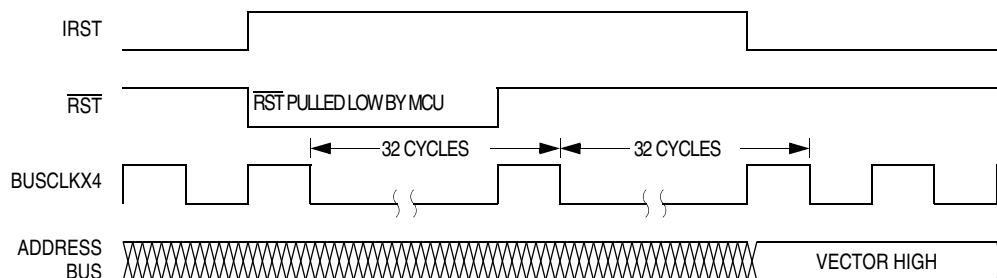 IRST
RST
RST PULLED LOW BY MCU
32 CYCLES
32 CYCLES
BUSCLKX4
ADDRESS
BUS
VECTOR HIGH